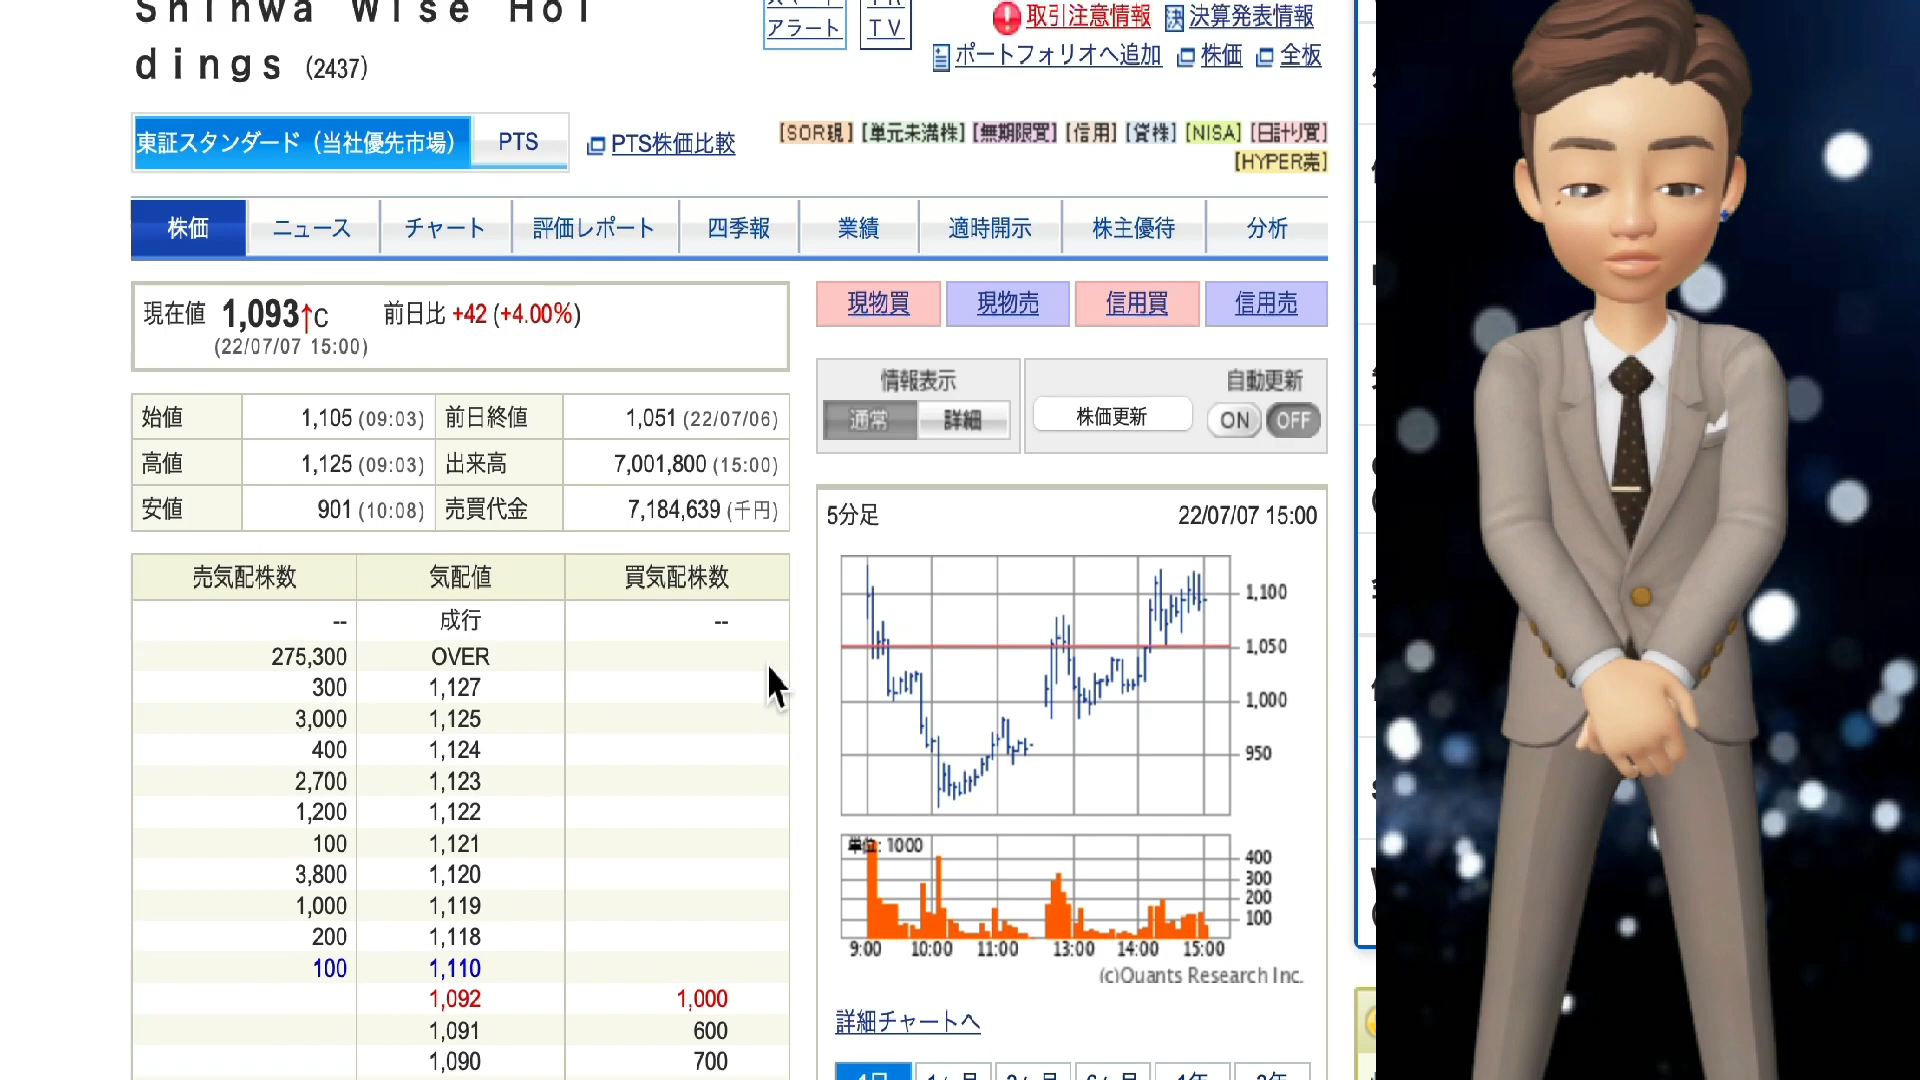 Shinwa Wise Hol
dings (2437)
アラート
TV
取引注意情報
決算発表情報
ポートフォリオへ追加
株価
全板
東証スタンダード（当社優先市場）
PTS
PTS株価比較
[SOR現] [単元未満株] [無期限買] [信用] [貸株] [NISA] [日計り買]
[HYPER売]
株価 ニュース チャート 評価レポート 四季報 業績 適時開示 株主優待 分析
現在値 1,093↑C 前日比 +42 (+4.00%)
(22/07/07 15:00)
現物買 現物売 信用買 信用売
情報表示
通常 詳細
自動更新
株価更新 ON OFF
始値 1,105 (09:03) 前日終値 1,051 (22/07/06)
高値 1,125 (09:03) 出来高 7,001,800 (15:00)
安値 901 (10:08) 売買代金 7,184,639 (千円)
売気配株数 気配値 買気配株数
-- 成行 --
275,300 OVER
300 1,127
3,000 1,125
400 1,124
2,700 1,123
1,200 1,122
100 1,121
3,800 1,120
1,000 1,119
200 1,118
100 1,110
1,092 1,000
1,091 600
1,090 700
5分足 22/07/07 15:00
1,100
1,050
1,000
950
単位: 1000
400
300
200
100
9:00 10:00 11:00 13:00 14:00 15:00
(c)Quants Research Inc.
詳細チャートへ